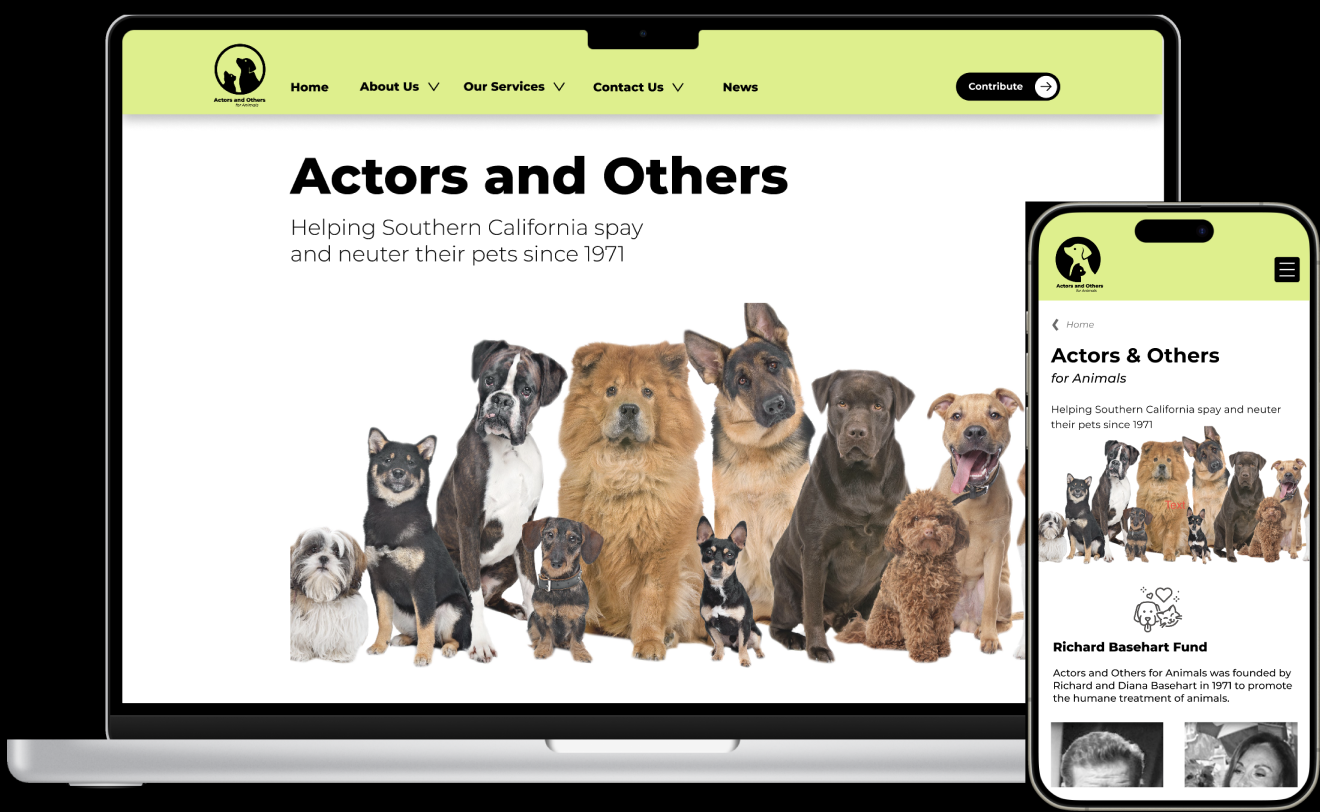 Actors and Others
for Animals
Home
About Us
Our Services
Contact Us
News
Contribute
Actors and Others
Helping Southern California spay
and neuter their pets since 1971
Actors and Others
for Animals
Home
Actors & Others
for Animals
Helping Southern California spay and neuter
their pets since 1971
Richard Basehart Fund
Actors and Others for Animals was founded by
Richard and Diana Basehart in 1971 to promote
the humane treatment of animals.